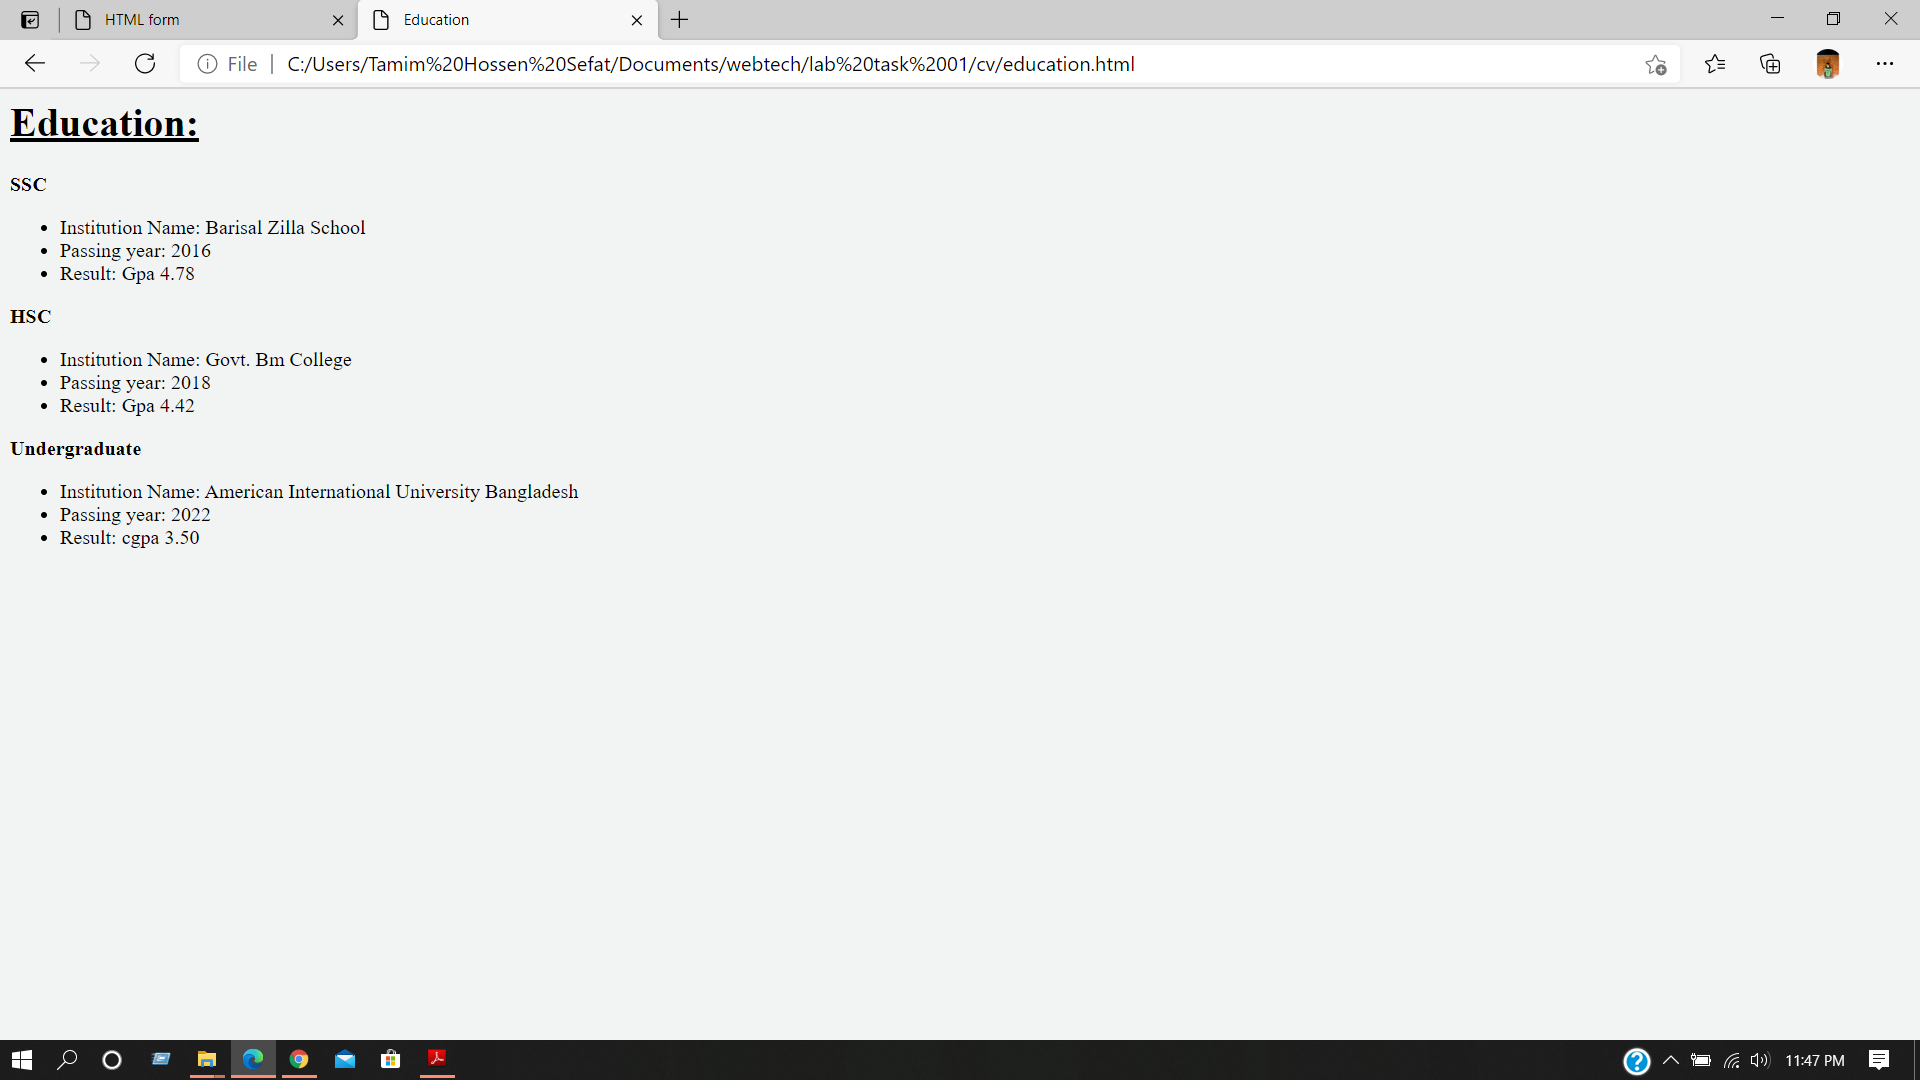 HTML form
Education
File
C:/Users/Tamim%20Hossen%20Sefat/Documents/webtech/lab%20task%2001/cv/education.html
Education:
SSC
Institution Name: Barisal Zilla School
Passing year: 2016
Result: Gpa 4.78
HSC
Institution Name: Govt. Bm College
Passing year: 2018
Result: Gpa 4.42
Undergraduate
Institution Name: American International University Bangladesh
Passing year: 2022
Result: cgpa 3.50
11:47 PM